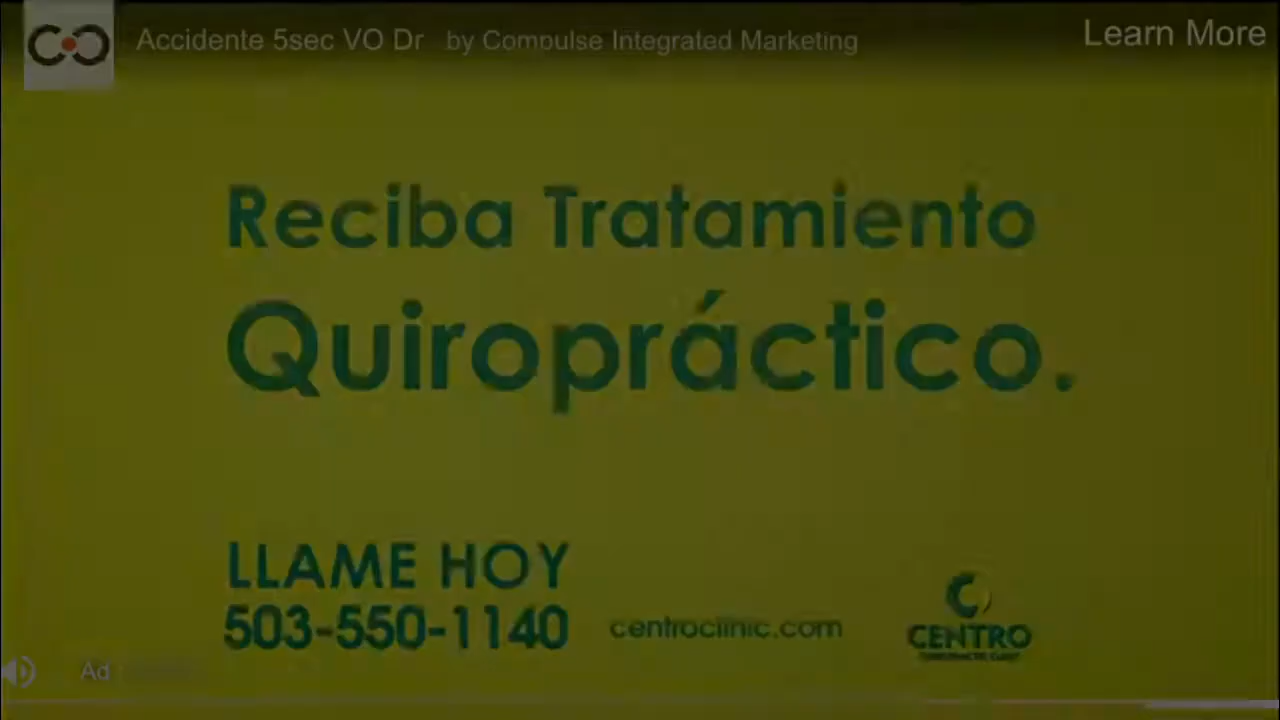 Accidente 5sec VO Dr by Compulse Integrated Marketing
Learn More
Reciba Tratamiento
Quiropráctico.
LLAME HOY
503-550-1140
centroclinic.com
CENTRO
Ad